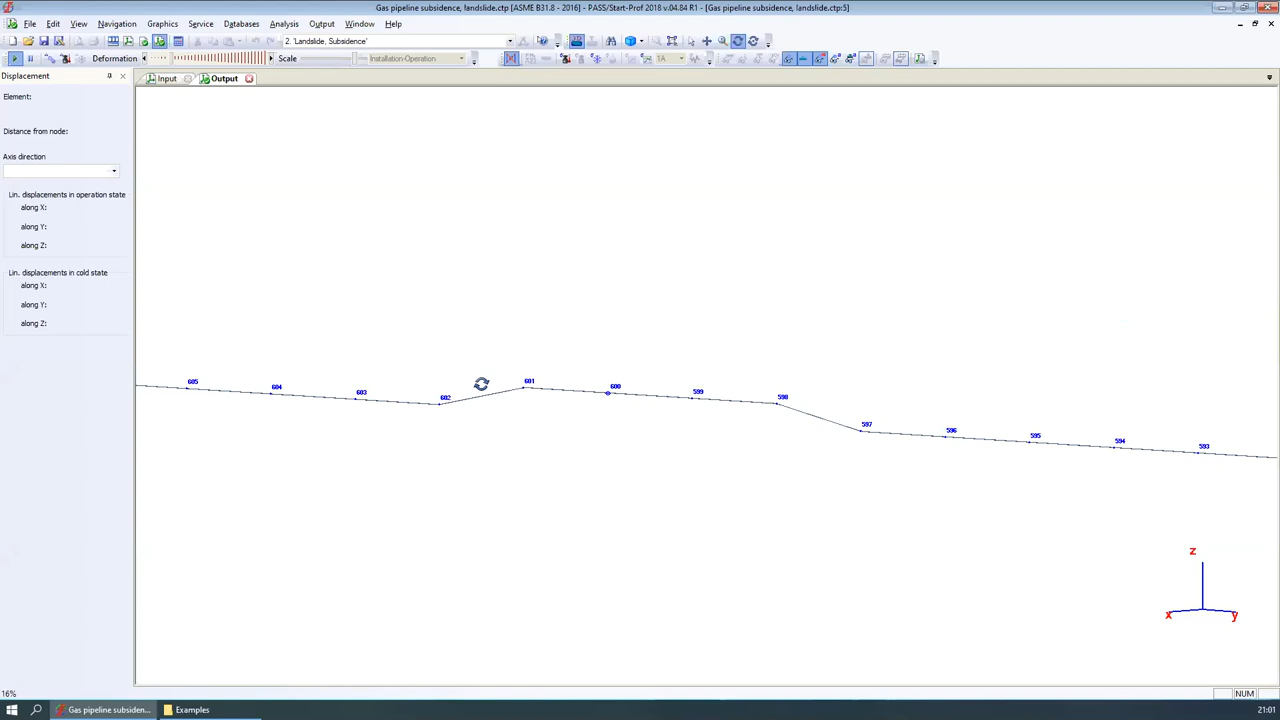 Gas pipeline subsidence, landslide.ctp [ASME B31.8 - 2016] - PASS/Start-Prof 2018 v.04.84 R1 - [Gas pipeline subsidence, landslide.ctp:5]
File Edit View Navigation Graphics Service Databases Analysis Output Window Help
2. 'Landslide, Subsidence'
Deformation Scale Installation-Operation 1A
Displacement
Input Output
Element:
Distance from node:
Axis direction
Lin. displacements in operation state
along X:
along Y:
along Z:
Lin. displacements in cold state
along X:
along Y:
along Z:
605 604 603 602 601 600 599 598 597 596 595 594 593
z
x y
16% NUM
Gas pipeline subsiden... Examples 21:01